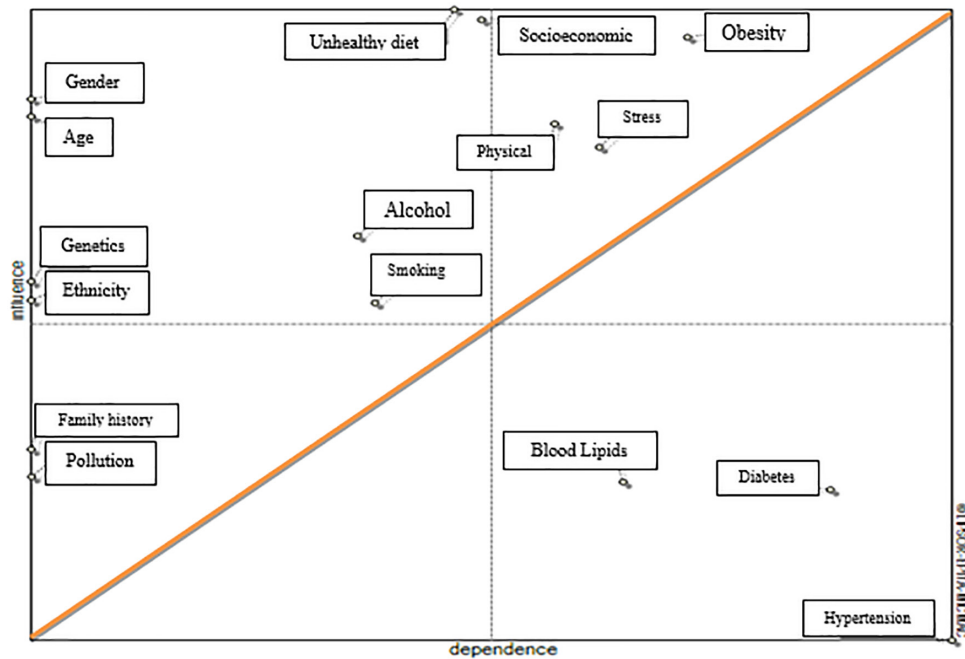 Unhealthy diet
Socioeconomic
Obesity
Gender
Age
Stress
Physical
Alcohol
Genetics
Smoking
Ethnicity
influence
Family history
Pollution
Blood Lipids
Diabetes
Hypertension
dependence